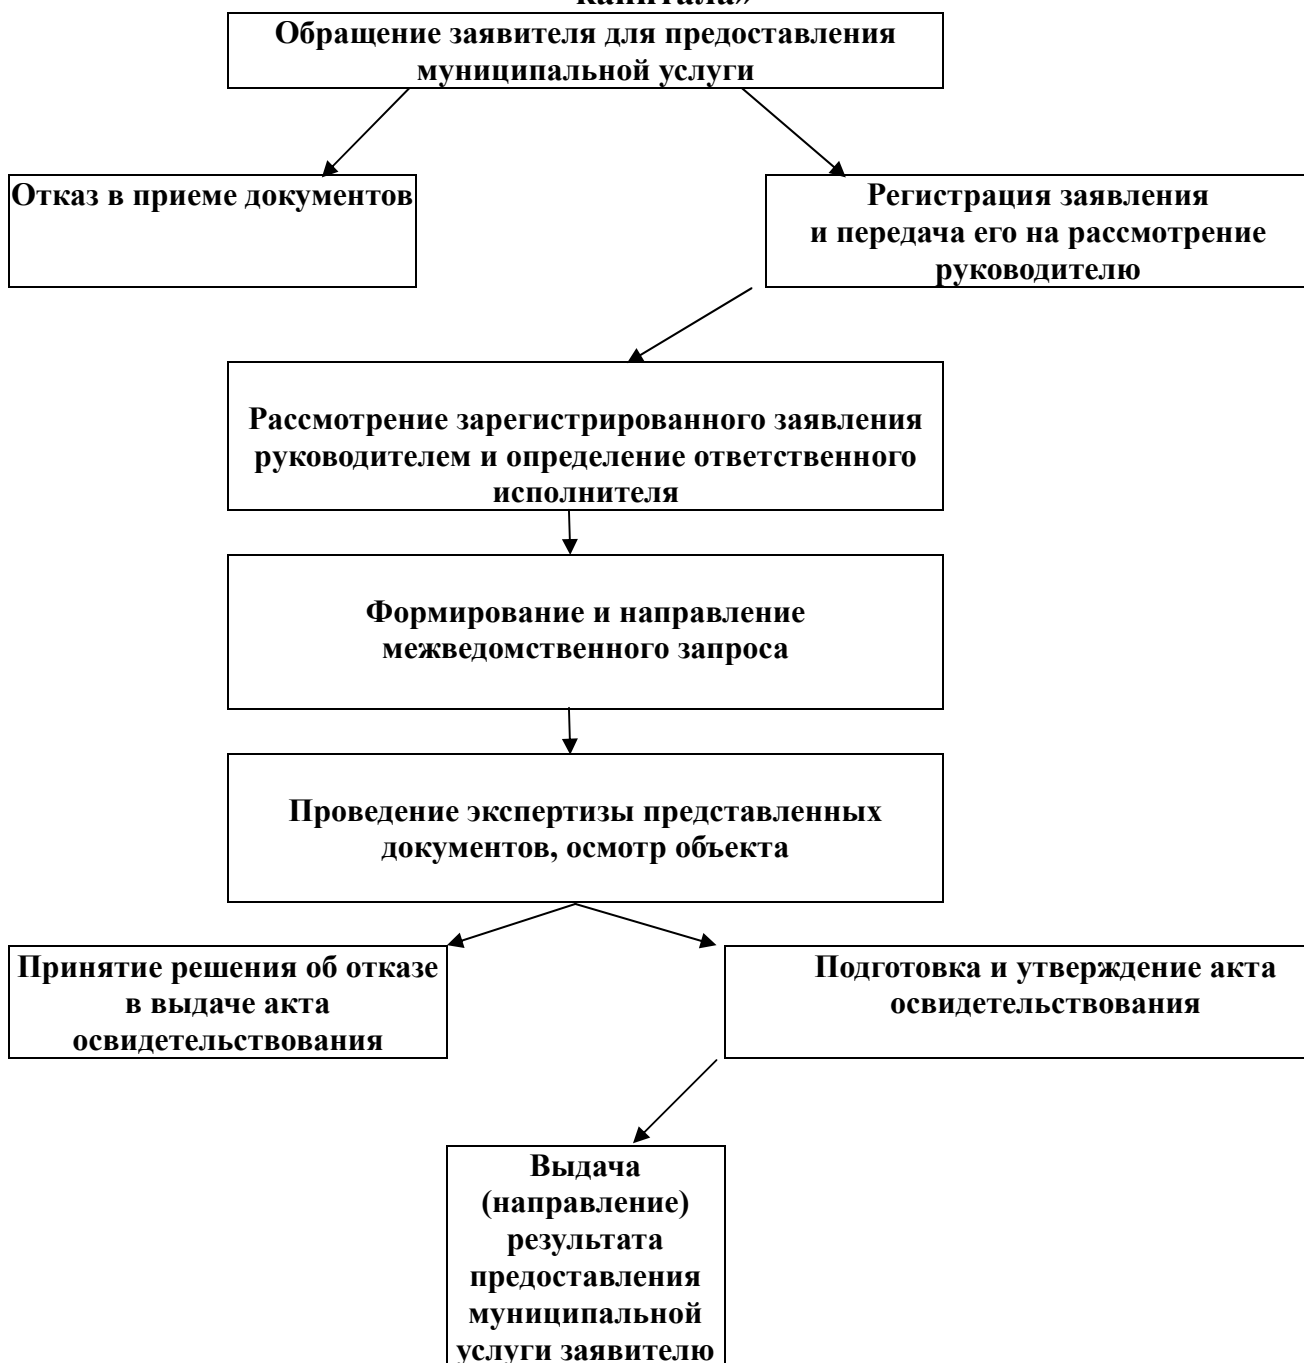 капитала»
Обращение заявителя для предоставления
муниципальной услуги
Отказ в приеме документов
Регистрация заявления
и передача его на рассмотрение
руководителю
Рассмотрение зарегистрированного заявления
руководителем и определение ответственного
исполнителя
Формирование и направление
межведомственного запроса
Проведение экспертизы представленных
документов, осмотр объекта
Принятие решения об отказе
в выдаче акта
освидетельствования
Подготовка и утверждение акта
освидетельствования
Выдача
(направление)
результата
предоставления
муниципальной
услуги заявителю